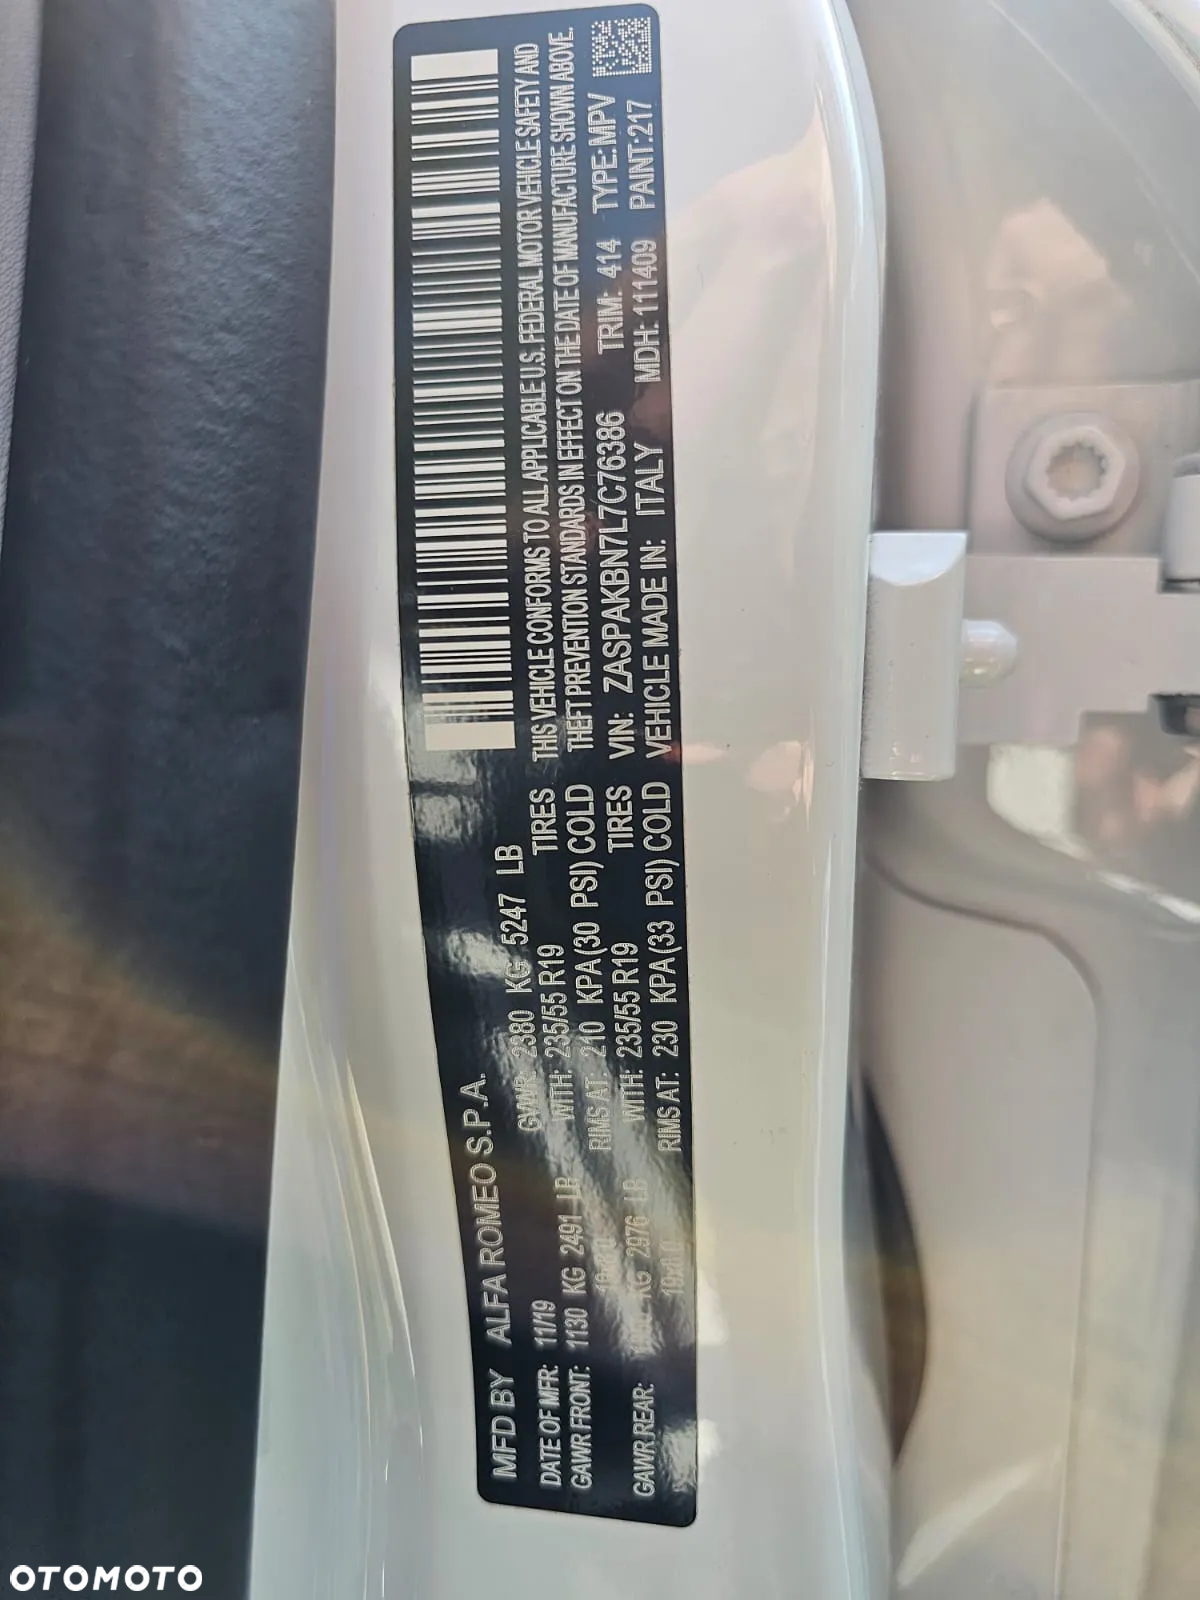 MFD BY ALFA ROMEO S.P.A.
DATE OF MFR: 11/19 GVWR: 2380 KG 5247 LB
GAWR FRONT: 1130 KG 2491 LB WITH: 235/55 R19 TIRES
RIMS AT: 210 KPA (30 PSI) COLD
GAWR REAR: KG 2976 LB WITH: 235/55 R19 TIRES
19x8.0 RIMS AT: 230 KPA (33 PSI) COLD
THIS VEHICLE CONFORMS TO ALL APPLICABLE U.S. FEDERAL MOTOR VEHICLE SAFETY AND
THEFT PREVENTION STANDARDS IN EFFECT ON THE DATE OF MANUFACTURE SHOWN ABOVE.
VIN: ZASPAKBN7L7C76386 TRIM: 414 TYPE: MPV
VEHICLE MADE IN: ITALY MDH: 111409 PAINT: 217
OTOMOTO